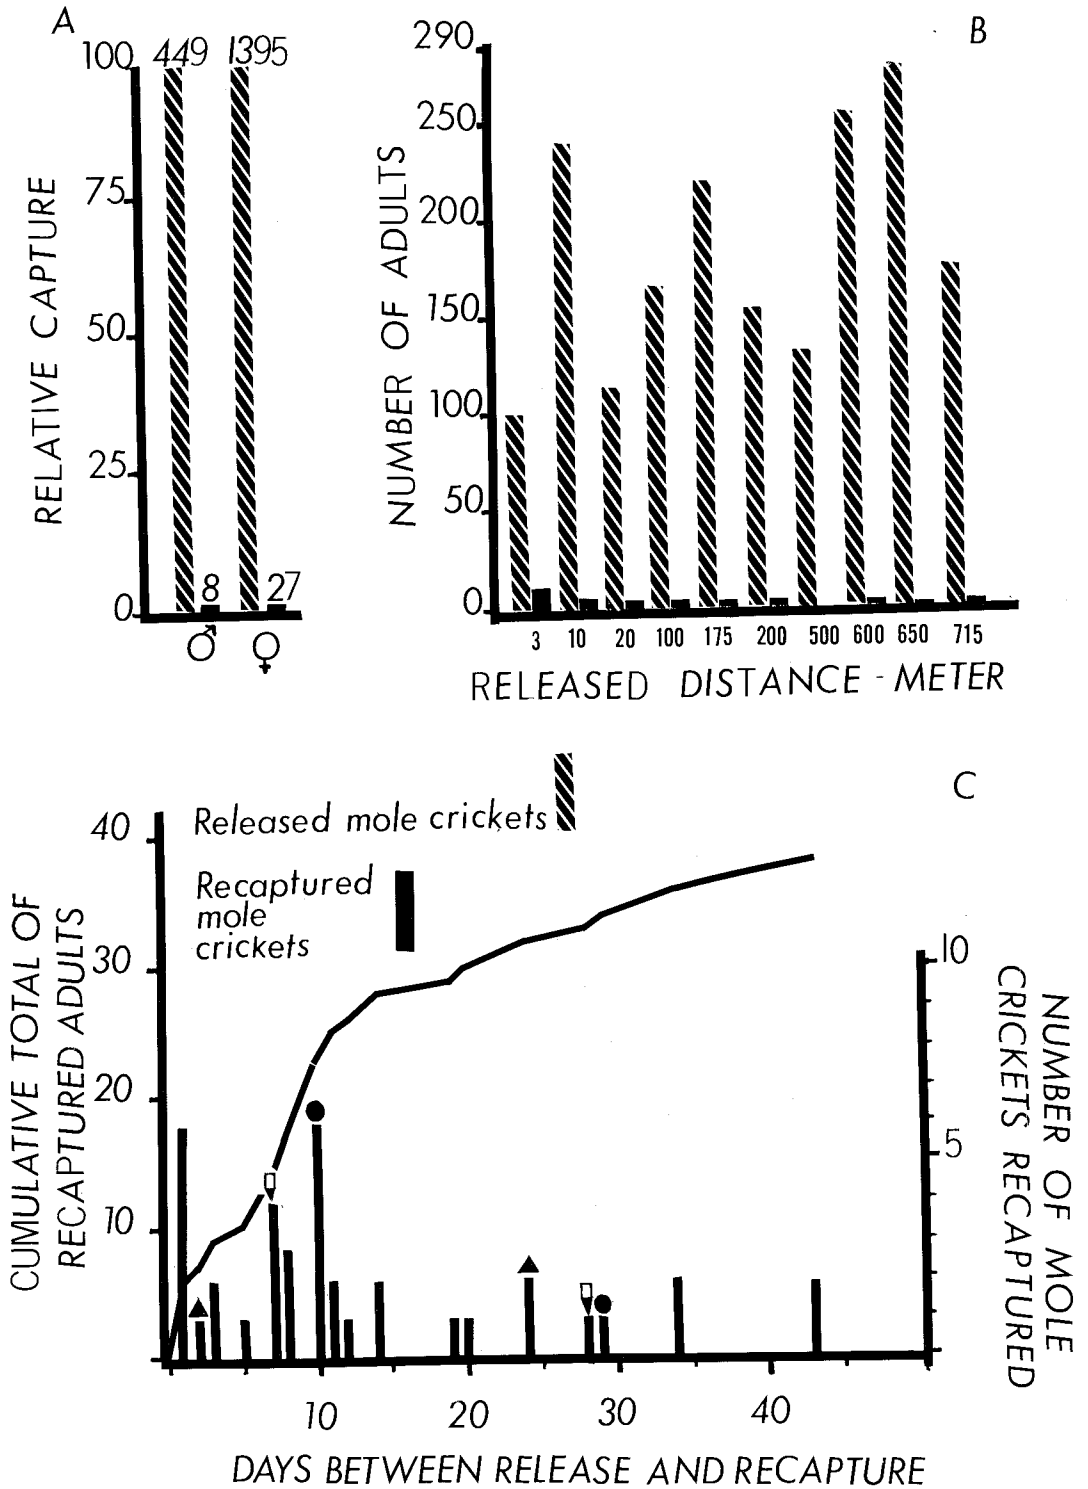 A
449 1395
100
75
50
25
0
8 27
♂ ♀
RELATIVE CAPTURE
B
290
250
200
150
100
50
0
NUMBER OF ADULTS
3 10 20 100 175 200 500 600 650 715
RELEASED DISTANCE - METER
C
Released mole crickets
Recaptured
mole
crickets
40
30
20
10
CUMULATIVE TOTAL OF
RECAPTURED ADULTS
10
5
NUMBER OF MOLE
CRICKETS RECAPTURED
10 20 30 40
DAYS BETWEEN RELEASE AND RECAPTURE